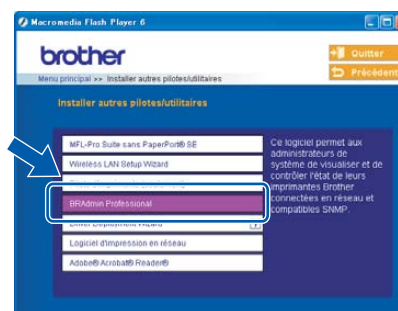 Macromedia Flash Player 6
brother
Quitter
Menu principal >> Installer autres pilotes/utilitaires
Précédent
Installer autres pilotes/utilitaires
MFL-Pro Suite sans PaperPort® SE
Wireless LAN Setup Wizard
BRAdmin Professional
Driver Deployment Wizard
Logiciel d'impression en réseau
Adobe® Acrobat® Reader®
Ce logiciel permet aux
administrateurs de
système de visualiser et de
contrôler l'état de leurs
imprimantes Brother
connectées en réseau et
compatibles SNMP.